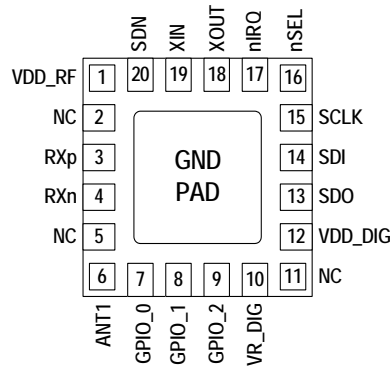 SDN
XIN
XOUT
nIRQ
nSEL
20 19 18 17 16
VDD_RF 1
NC 2
RXp 3
RXn 4
NC 5
6
GND
PAD
15 SCLK
14 SDI
13 SDO
12 VDD_DIG
11 NC
7 8 9 10
ANT1
GPIO_0
GPIO_1
GPIO_2
VR_DIG